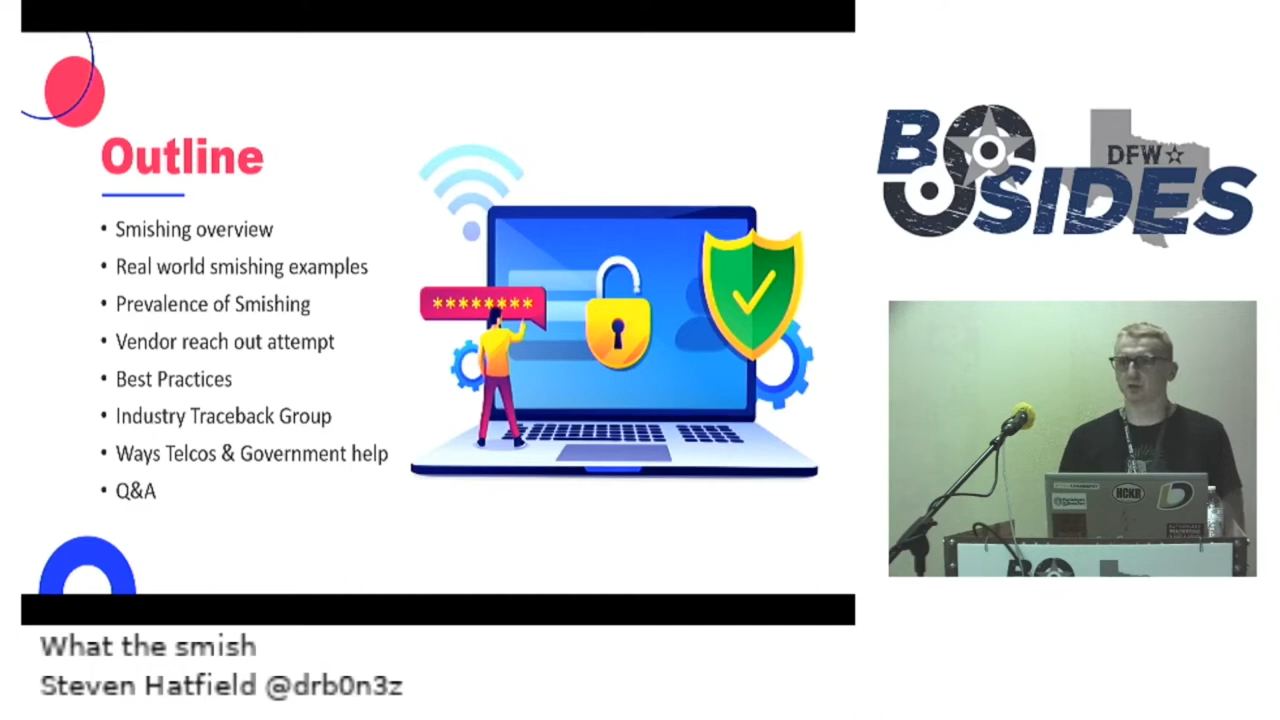 Outline
• Smishing overview
• Real world smishing examples
• Prevalence of Smishing
• Vendor reach out attempt
• Best Practices
• Industry Traceback Group
• Ways Telcos & Government help
• Q&A
********
BSIDES
DFW
HCKR
What the smish
Steven Hatfield @drb0n3z